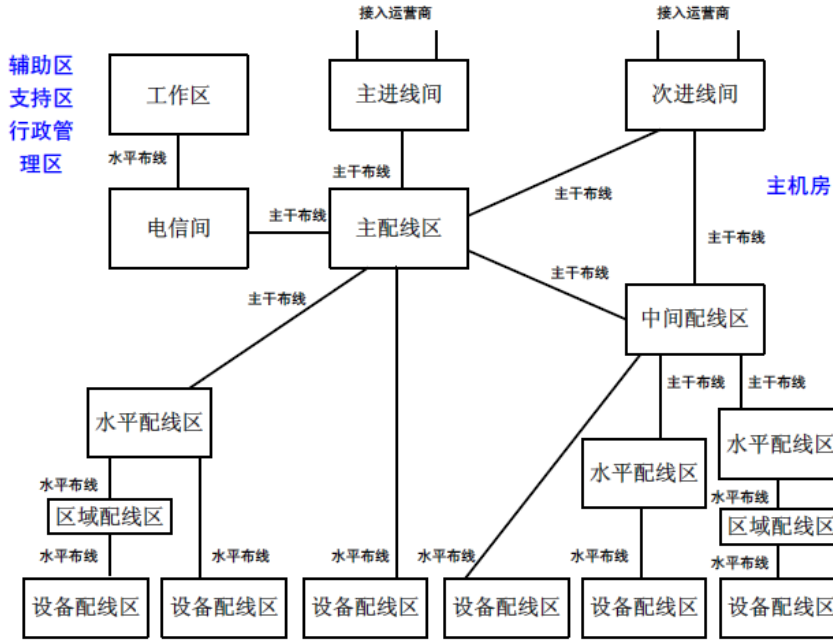 接入运营商
接入运营商
辅助区
支持区
行政管
理区
工作区
主进线间
次进线间
水平布线
主干布线
主干布线
主机房
电信间
主干布线
主配线区
主干布线
主干布线
主干布线
中间配线区
主干布线
主干布线
水平配线区
水平配线区
水平配线区
水平布线
水平布线
区域配线区
区域配线区
水平布线
水平布线
水平布线
水平布线
水平布线
水平布线
设备配线区
设备配线区
设备配线区
设备配线区
设备配线区
设备配线区